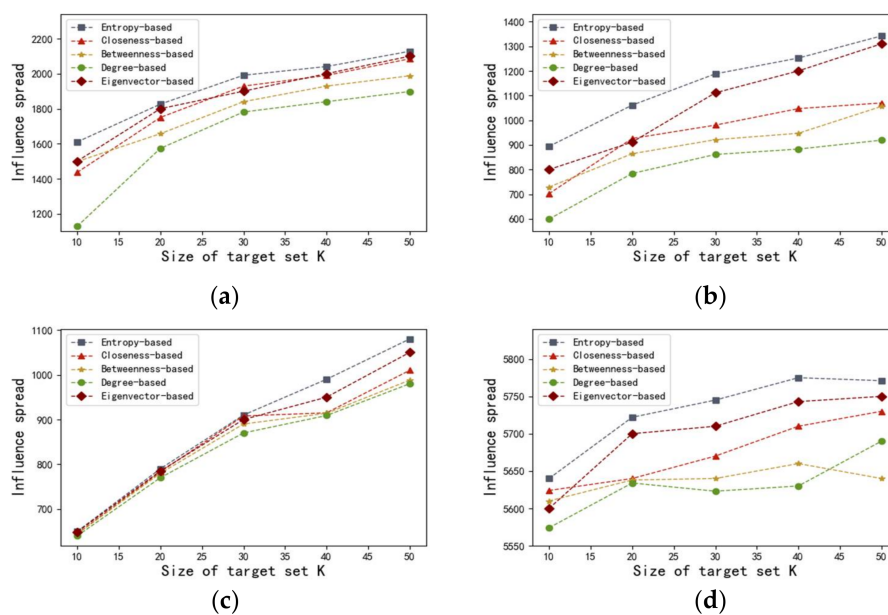 Entropy-based
Closeness-based
Betweenness-based
Degree-based
Eigenvector-based
Influence spread
2200
2000
1800
1600
1400
1200
10 15 20 25 30 35 40 45 50
Size of target set K
(a)
Entropy-based
Closeness-based
Betweenness-based
Degree-based
Eigenvector-based
Influence spread
1400
1300
1200
1100
1000
900
800
700
600
10 15 20 25 30 35 40 45 50
Size of target set K
(b)
Entropy-based
Closeness-based
Betweenness-based
Degree-based
Eigenvector-based
Influence spread
1100
1000
900
800
700
10 15 20 25 30 35 40 45 50
Size of target set K
(c)
Entropy-based
Closeness-based
Betweenness-based
Degree-based
Eigenvector-based
Influence spread
5800
5750
5700
5650
5600
5550
10 15 20 25 30 35 40 45 50
Size of target set K
(d)